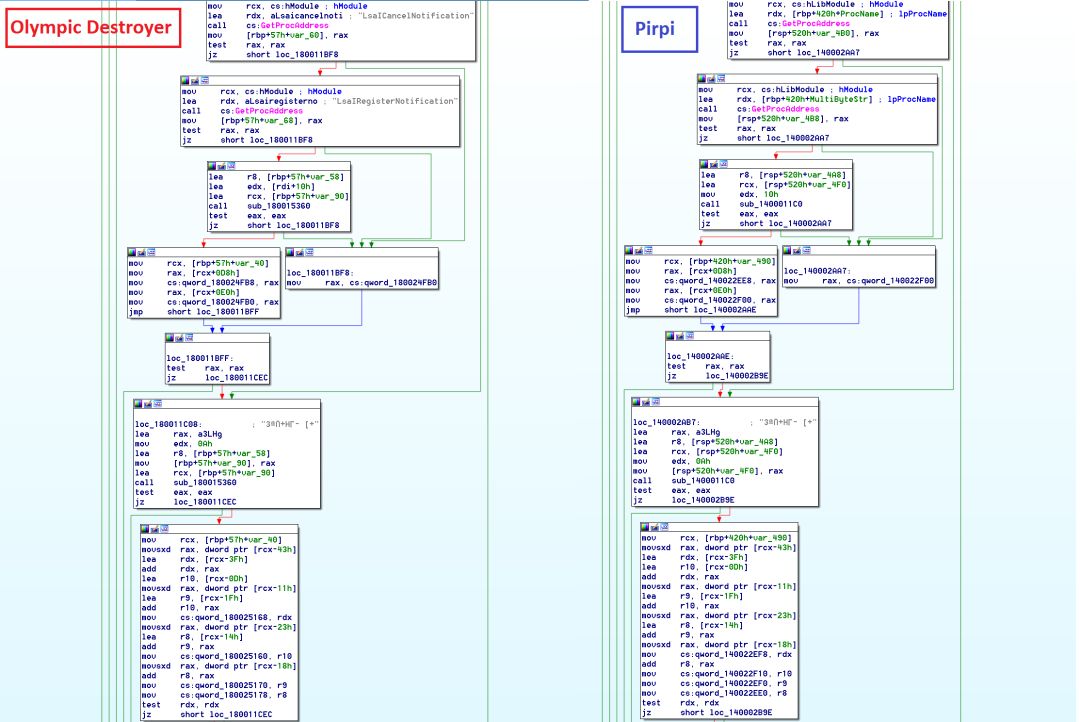 Olympic Destroyer
mov rcx, cs:hModule ; hModule
lea rdx, aLsaicancelnoti ; "LsaICancelNotification"
call cs:GetProcAddress
mov [rbp+57h+var_60], rax
test rax, rax
jz short loc_180011BF8
mov rcx, cs:hModule ; hModule
lea rdx, aLsairegisterno ; "LsaIRegisterNotification"
call cs:GetProcAddress
mov [rbp+57h+var_68], rax
test rax, rax
jz short loc_180011BF8
lea r8, [rbp+57h+var_58]
lea edx, [rdi+10h]
lea rcx, [rbp+57h+var_90]
call sub_180015360
test eax, eax
jz short loc_180011BF8
mov rcx, [rbp+57h+var_40]
mov rax, [rcx+0D8h]
mov cs:qword_180024FB8, rax
mov rax, [rcx+0E0h]
mov cs:qword_180024FB0, rax
jmp short loc_180011BFF
loc_180011BF8:
mov rax, cs:qword_180024FB0
loc_180011BFF:
test rax, rax
jz loc_180011CEC
loc_180011C08:
lea rax, a3LHg
mov edx, 0Ah
lea r8, [rbp+57h+var_58]
mov [rbp+57h+var_90], rax
lea rcx, [rbp+57h+var_90]
call sub_180015360
test eax, eax
jz loc_180011CEC
mov rcx, [rbp+57h+var_40]
movsxd rax, dword ptr [rcx-43h]
lea rdx, [rcx-3Fh]
add rdx, rax
lea r10, [rcx-0Dh]
movsxd rax, dword ptr [rcx-11h]
lea r9, [rcx-1Fh]
add r10, rax
mov cs:qword_180025168, rdx
movsxd rax, dword ptr [rcx-23h]
lea r8, [rcx-14h]
add r9, rax
mov cs:qword_180025160, r10
movsxd rax, dword ptr [rcx-18h]
add r8, rax
mov cs:qword_180025170, r9
mov cs:qword_180025178, r8
test rdx, rdx
jz short loc_180011CEC
Pirpi
mov rcx, cs:hLibModule ; hModule
lea rdx, [rbp+420h+ProcName] ; lpProcName
call cs:GetProcAddress
mov [rsp+520h+var_4B0], rax
test rax, rax
jz short loc_140002AA7
mov rcx, cs:hLibModule ; hModule
lea rdx, [rbp+420h+MultiByteStr] ; lpProcName
call cs:GetProcAddress
mov [rsp+520h+var_4B8], rax
test rax, rax
jz short loc_140002AA7
lea r8, [rsp+520h+var_4A8]
lea rcx, [rsp+520h+var_4F0]
mov edx, 10h
call sub_1400011C0
test eax, eax
jz short loc_140002AA7
mov rcx, [rbp+420h+var_490]
mov rax, [rcx+0D8h]
mov cs:qword_140022EE8, rax
mov rax, [rcx+0E0h]
mov cs:qword_140022F00, rax
jmp short loc_140002AAE
loc_140002AA7:
mov rax, cs:qword_140022F00
loc_140002AAE:
test rax, rax
jz loc_140002B9E
loc_140002AB7:
lea rax, a3LHg
lea r8, [rsp+520h+var_4A8]
lea rcx, [rsp+520h+var_4F0]
mov edx, 0Ah
mov [rsp+520h+var_4F0], rax
call sub_1400011C0
test eax, eax
jz loc_140002B9E
mov rcx, [rbp+420h+var_490]
movsxd rax, dword ptr [rcx-43h]
lea rdx, [rcx-3Fh]
lea r10, [rcx-0Dh]
add rdx, rax
movsxd rax, dword ptr [rcx-11h]
lea r9, [rcx-1Fh]
add r10, rax
movsxd rax, dword ptr [rcx-23h]
lea r8, [rcx-14h]
add r9, rax
movsxd rax, dword ptr [rcx-18h]
mov cs:qword_140022EF8, rdx
add r8, rax
mov cs:qword_140022F10, r10
mov cs:qword_140022EF0, r9
mov cs:qword_140022EE0, r8
test rdx, rdx
jz short loc_140002B9E